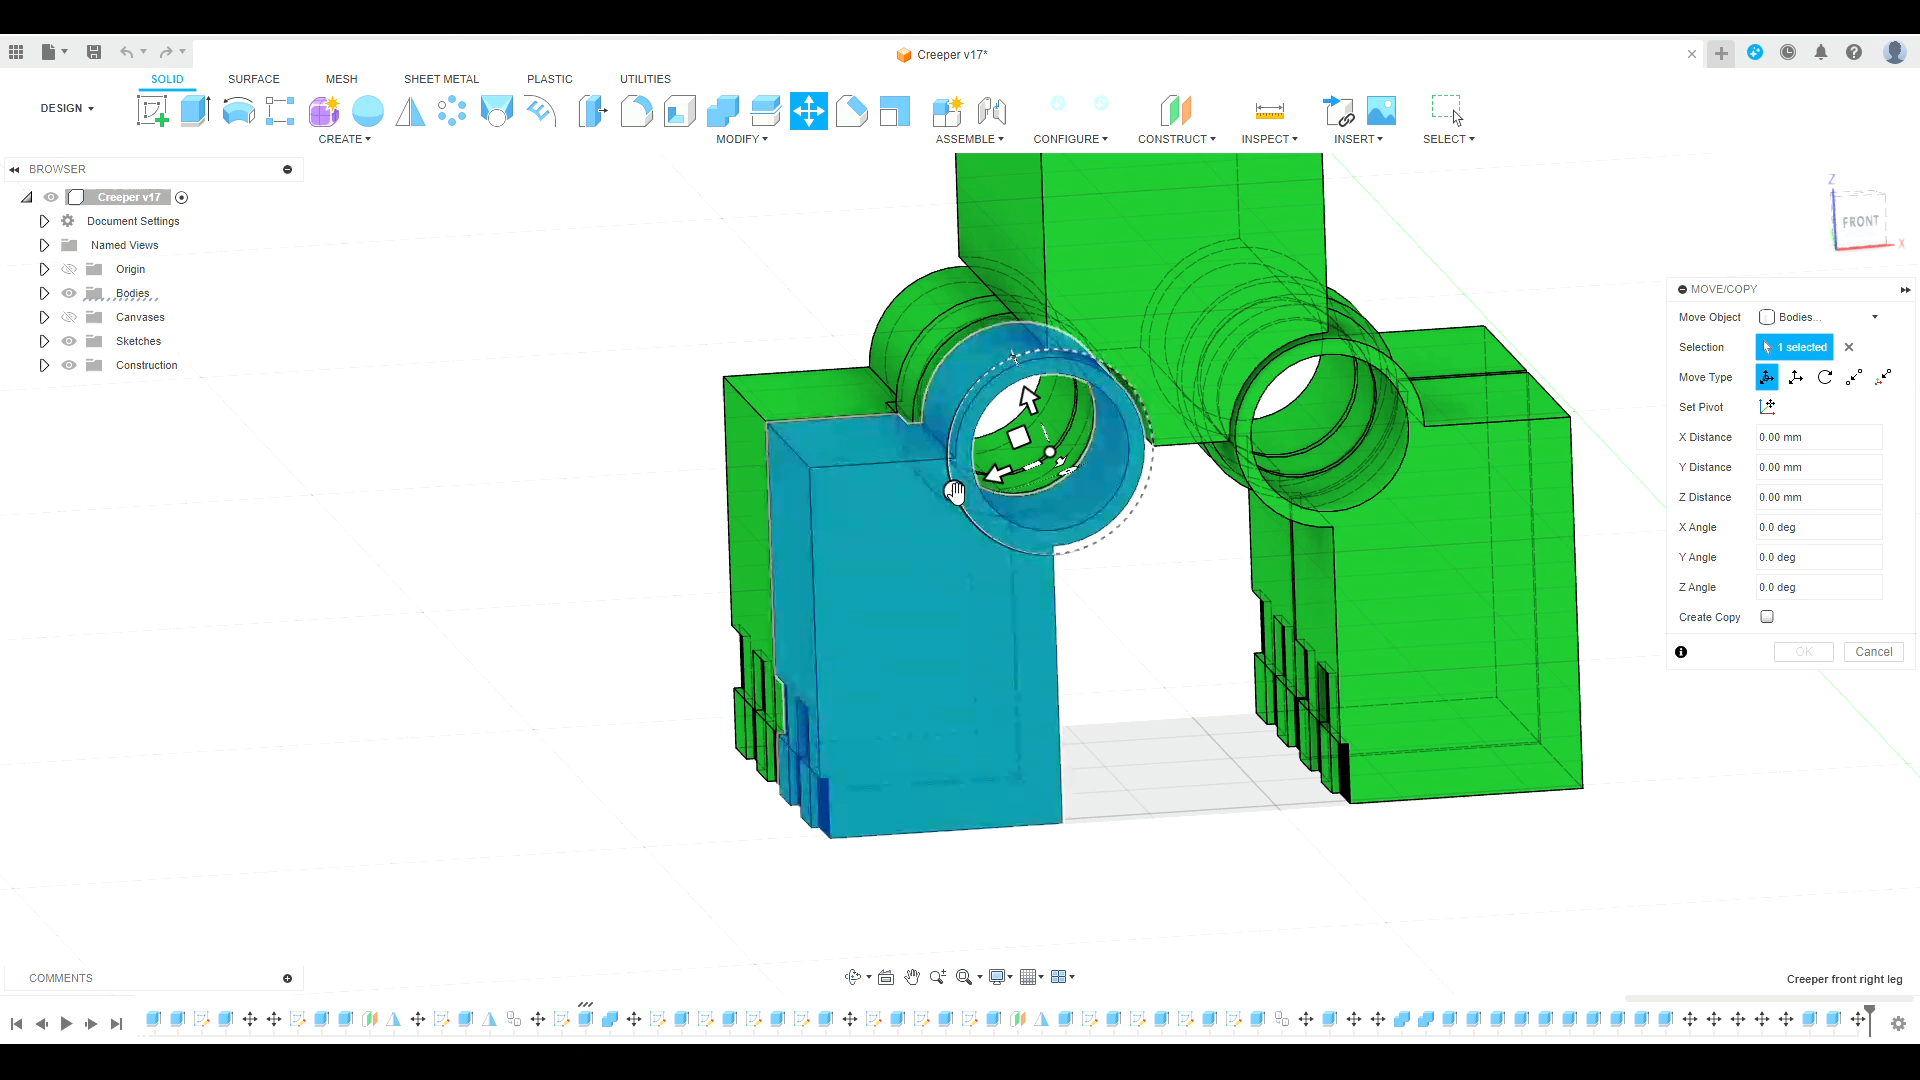 Creeper v17*
SOLID SURFACE MESH SHEET METAL PLASTIC UTILITIES
DESIGN
CREATE MODIFY ASSEMBLE CONFIGURE CONSTRUCT INSPECT INSERT SELECT
BROWSER
Creeper v17
Document Settings
Named Views
Origin
Bodies
Canvases
Sketches
Construction
Z
FRONT
X
MOVE/COPY
Move Object Bodies...
Selection 1 selected
Move Type
Set Pivot
X Distance 0.00 mm
Y Distance 0.00 mm
Z Distance 0.00 mm
X Angle 0.0 deg
Y Angle 0.0 deg
Z Angle 0.0 deg
Create Copy
OK Cancel
COMMENTS
Creeper front right leg